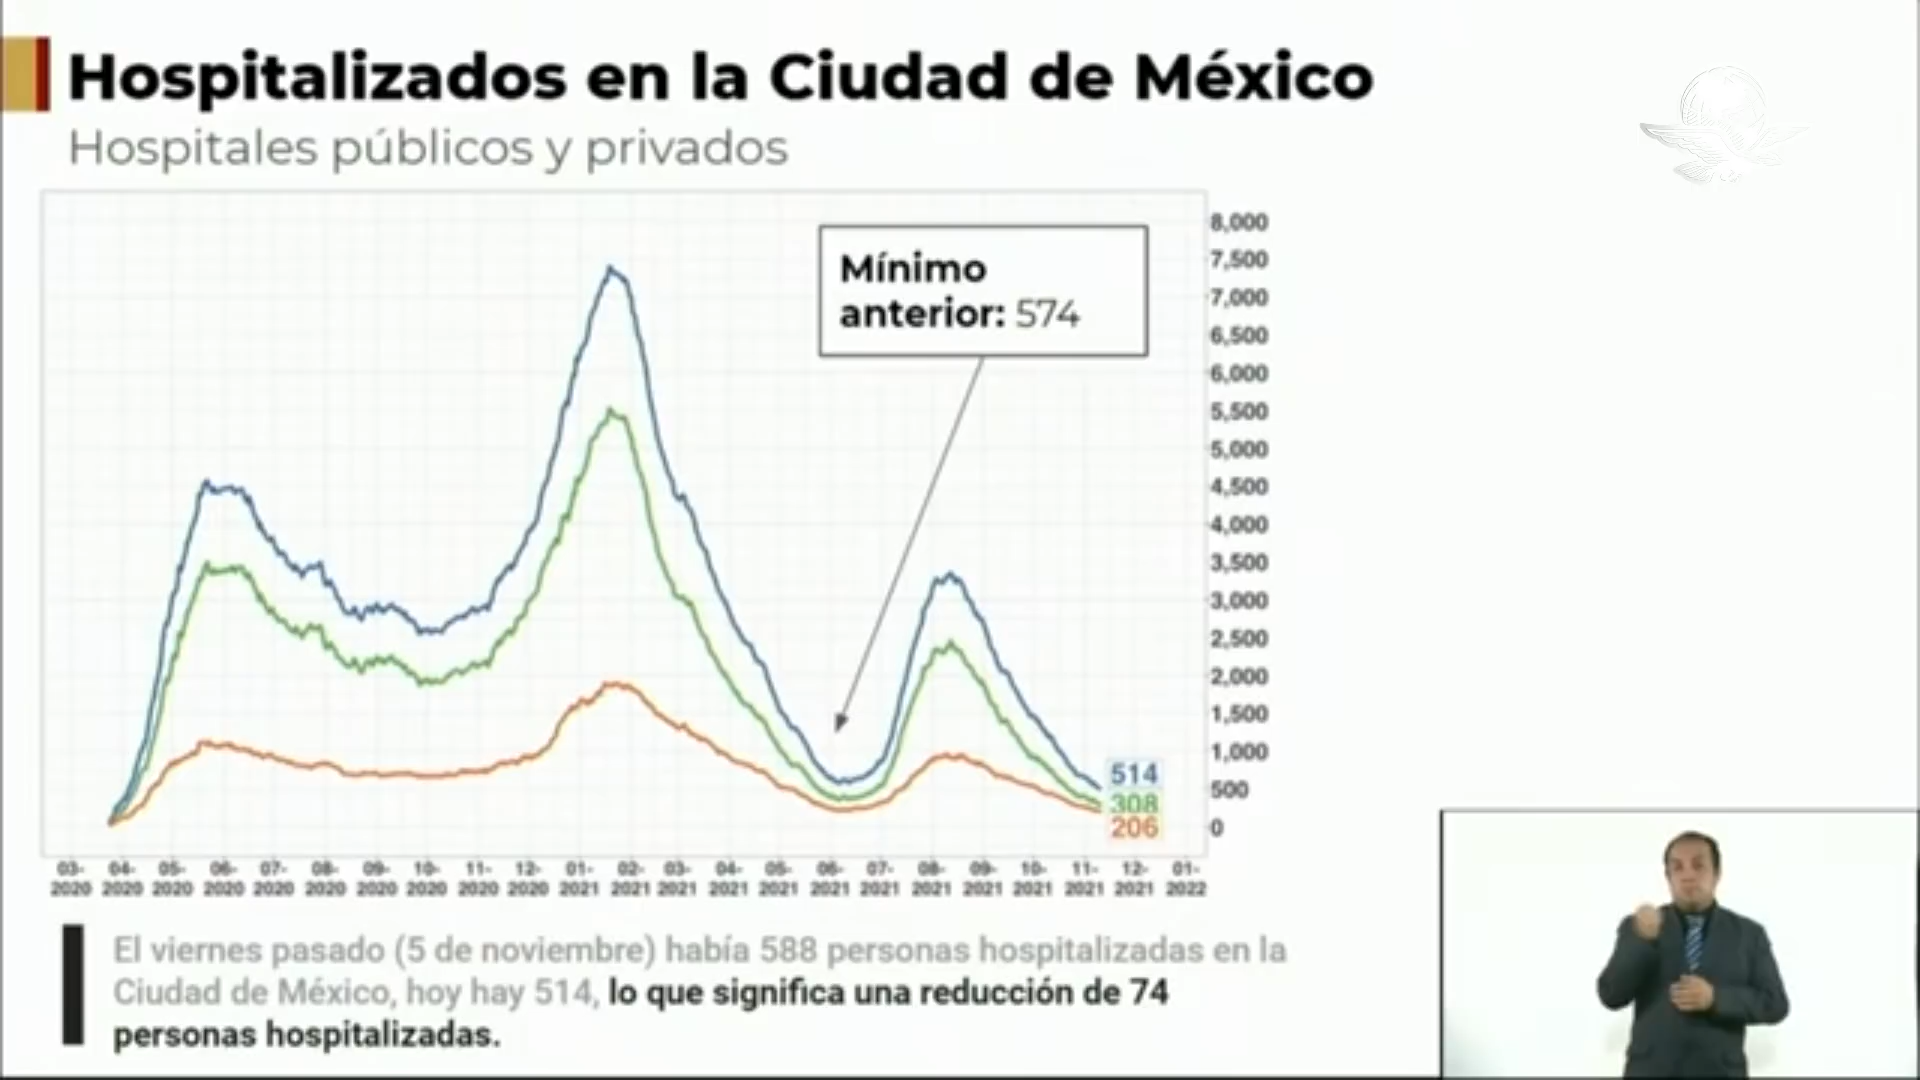 Hospitalizados en la Ciudad de México
Hospitales públicos y privados
Mínimo
anterior: 574
8,000
7,500
7,000
6,500
6,000
5,500
5,000
4,500
4,000
3,500
3,000
2,500
2,000
1,500
1,000
500
0
514
308
206
03- 04- 05- 06- 07- 08- 09- 10- 11- 12- 01- 02- 03- 04- 05- 06- 07- 08- 09- 10- 11- 12- 01-
2020 2020 2020 2020 2020 2020 2020 2020 2020 2020 2021 2021 2021 2021 2021 2021 2021 2021 2021 2021 2021 2021 2022
El viernes pasado (5 de noviembre) había 588 personas hospitalizadas en la
Ciudad de México, hoy hay 514, lo que significa una reducción de 74
personas hospitalizadas.